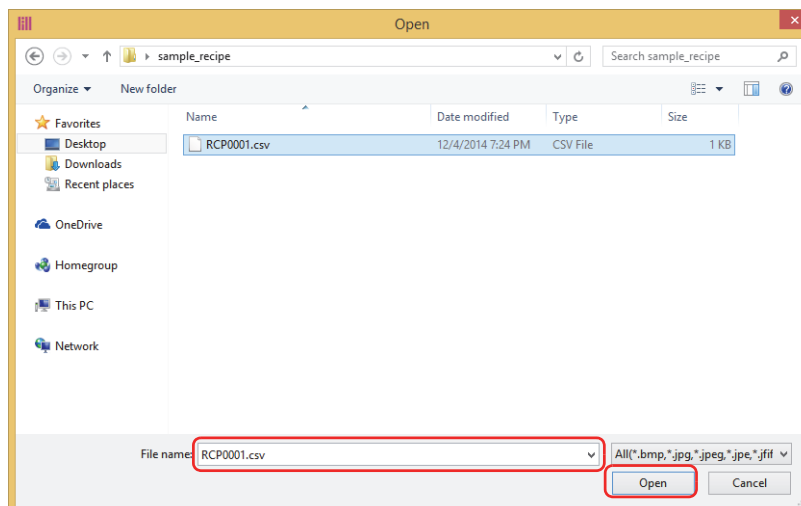 Open
sample_recipe
Search sample_recipe
Organize
New folder
Name
Date modified
Type
Size
Favorites
Desktop
Downloads
Recent places
OneDrive
Homegroup
This PC
Network
RCP0001.csv
12/4/2014 7:24 PM
CSV File
1 KB
File name:
RCP0001.csv
All(*.bmp,*.jpg,*.jpeg,*.jpe,*.jfif
Open
Cancel